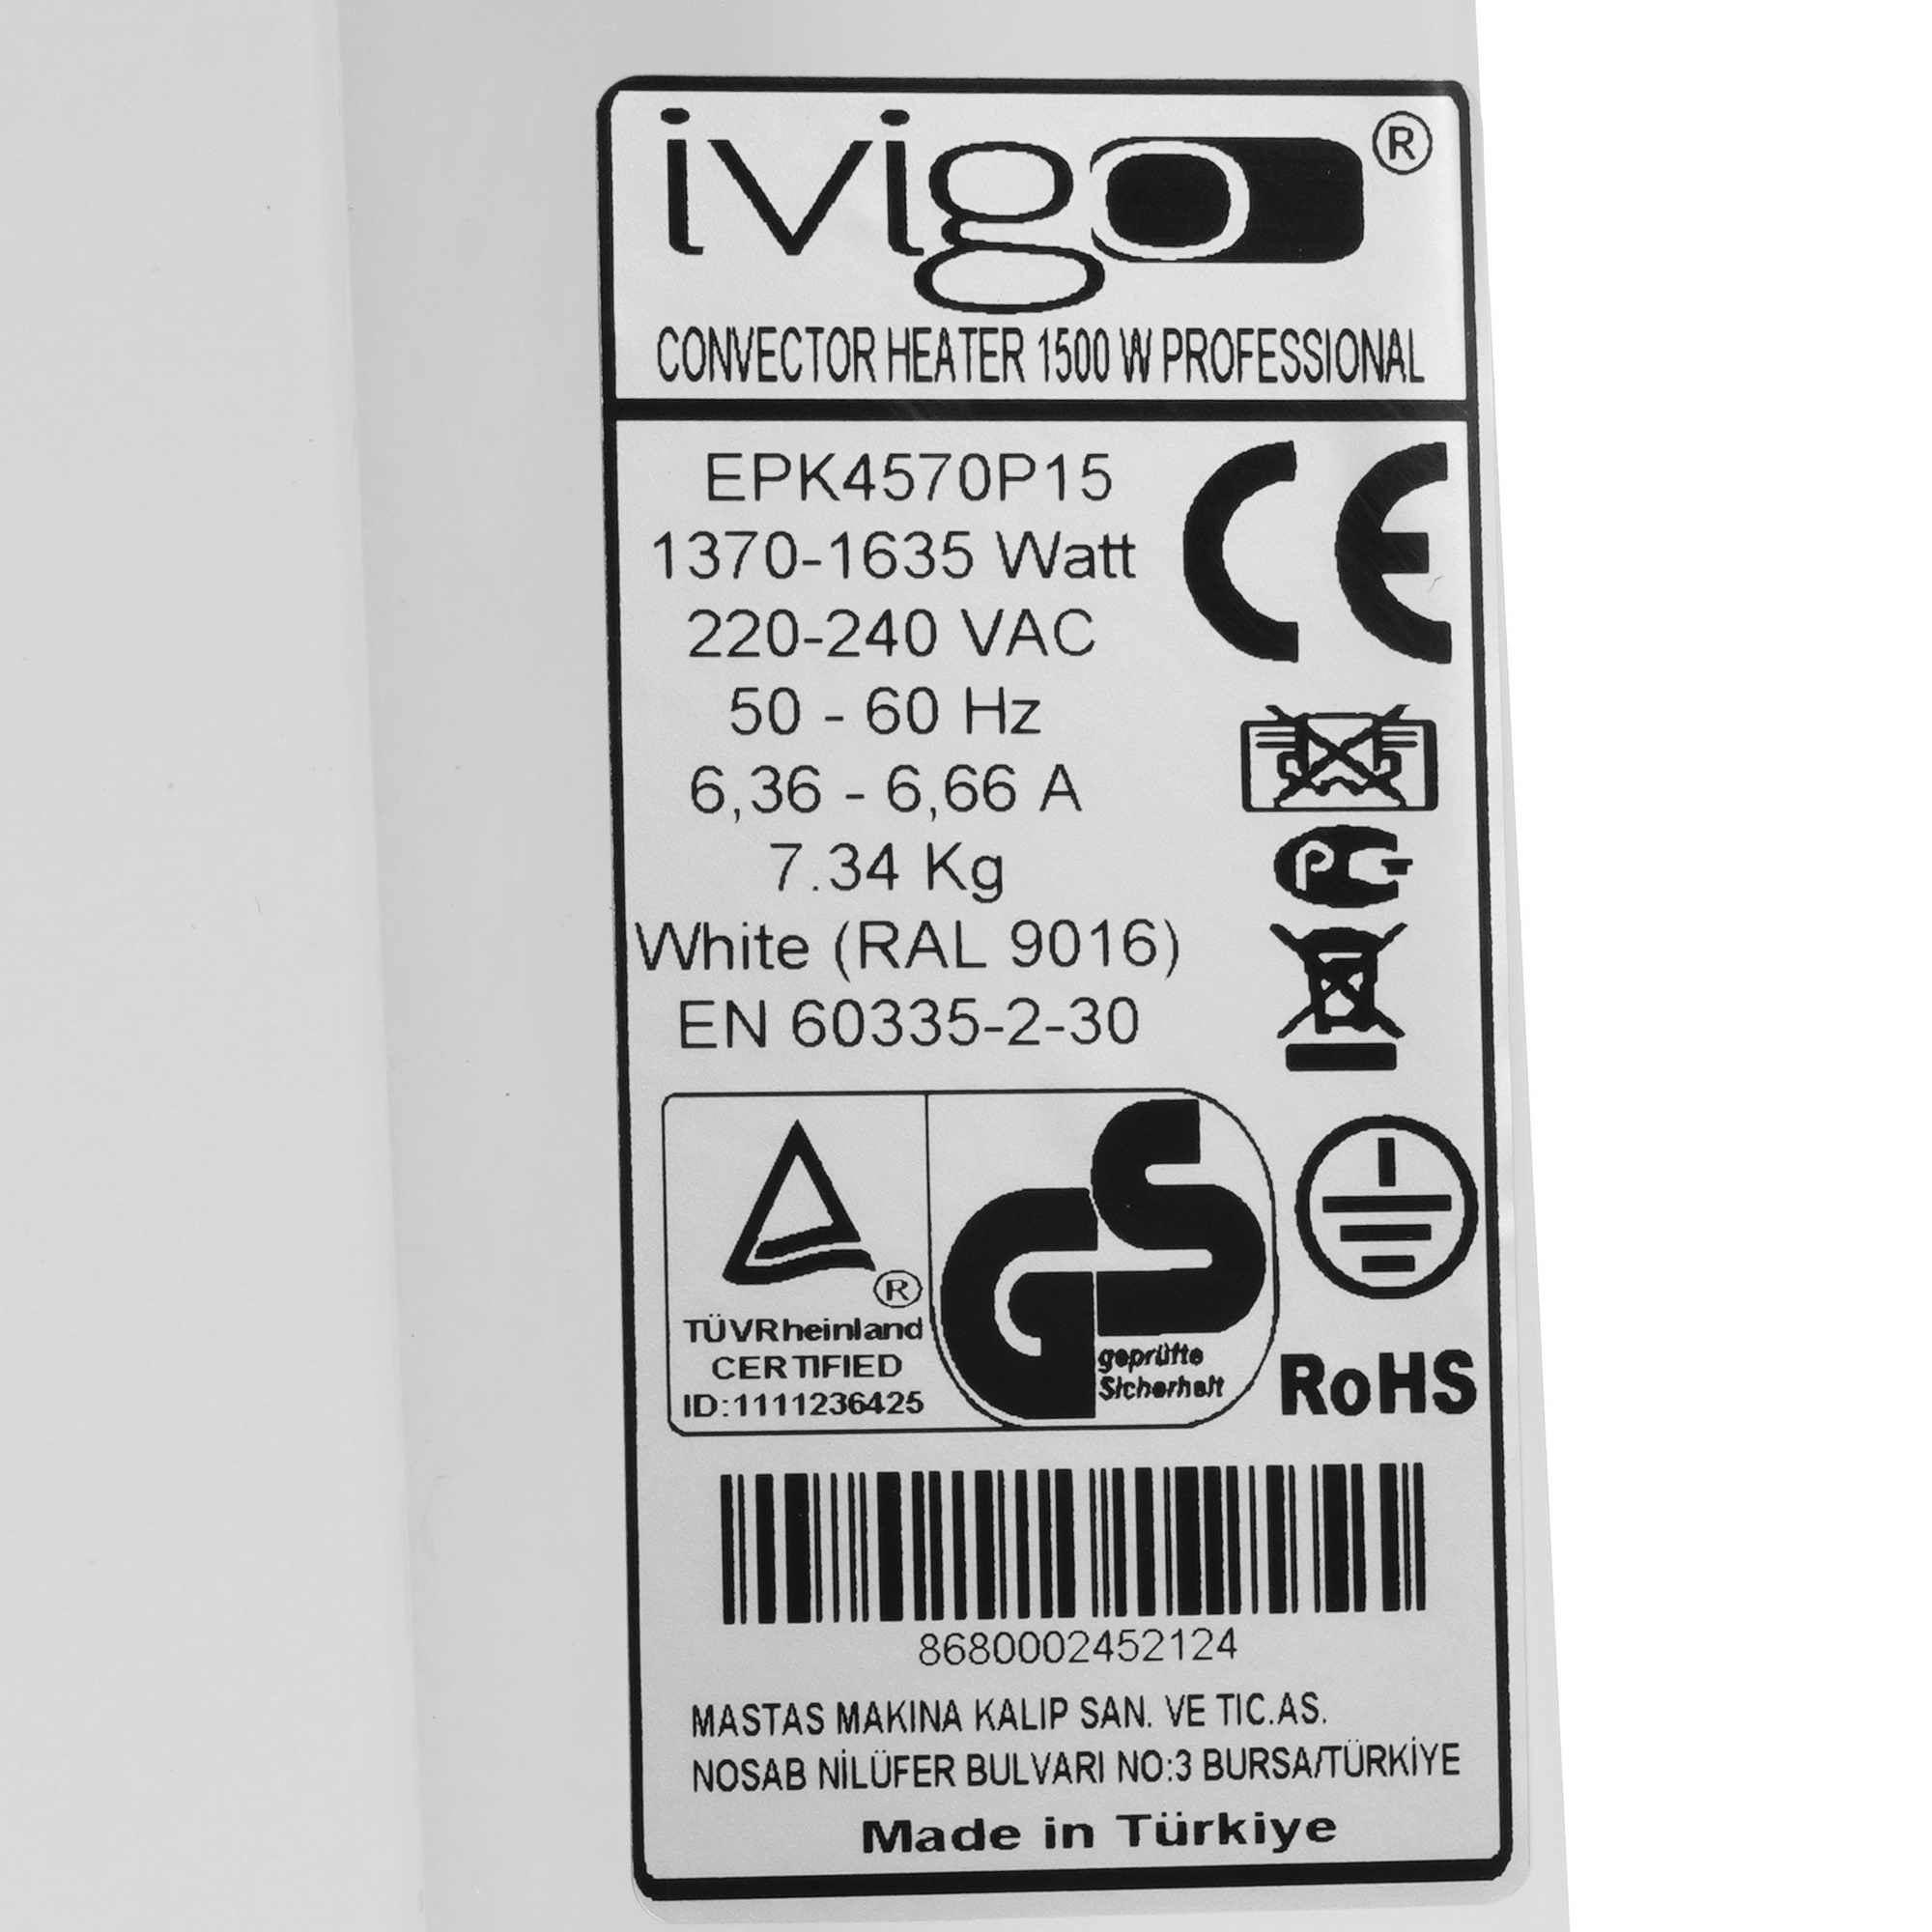 ivigo®
CONVECTOR HEATER 1500 W PROFESSIONAL
EPK4570P15
1370-1635 Watt
220-240 VAC
50 - 60 Hz
6,36 - 6,66 A
7.34 Kg
White (RAL 9016)
EN 60335-2-30
CE
PG
®
TÜVRheinland
CERTIFIED
ID:1111236425
GS
geprüfte
Sicherheit
RoHS
8680002452124
MASTAS MAKINA KALIP SAN. VE TIC.AS.
NOSAB NİLÜFER BULVARI NO:3 BURSA/TÜRKİYE
Made in Türkiye